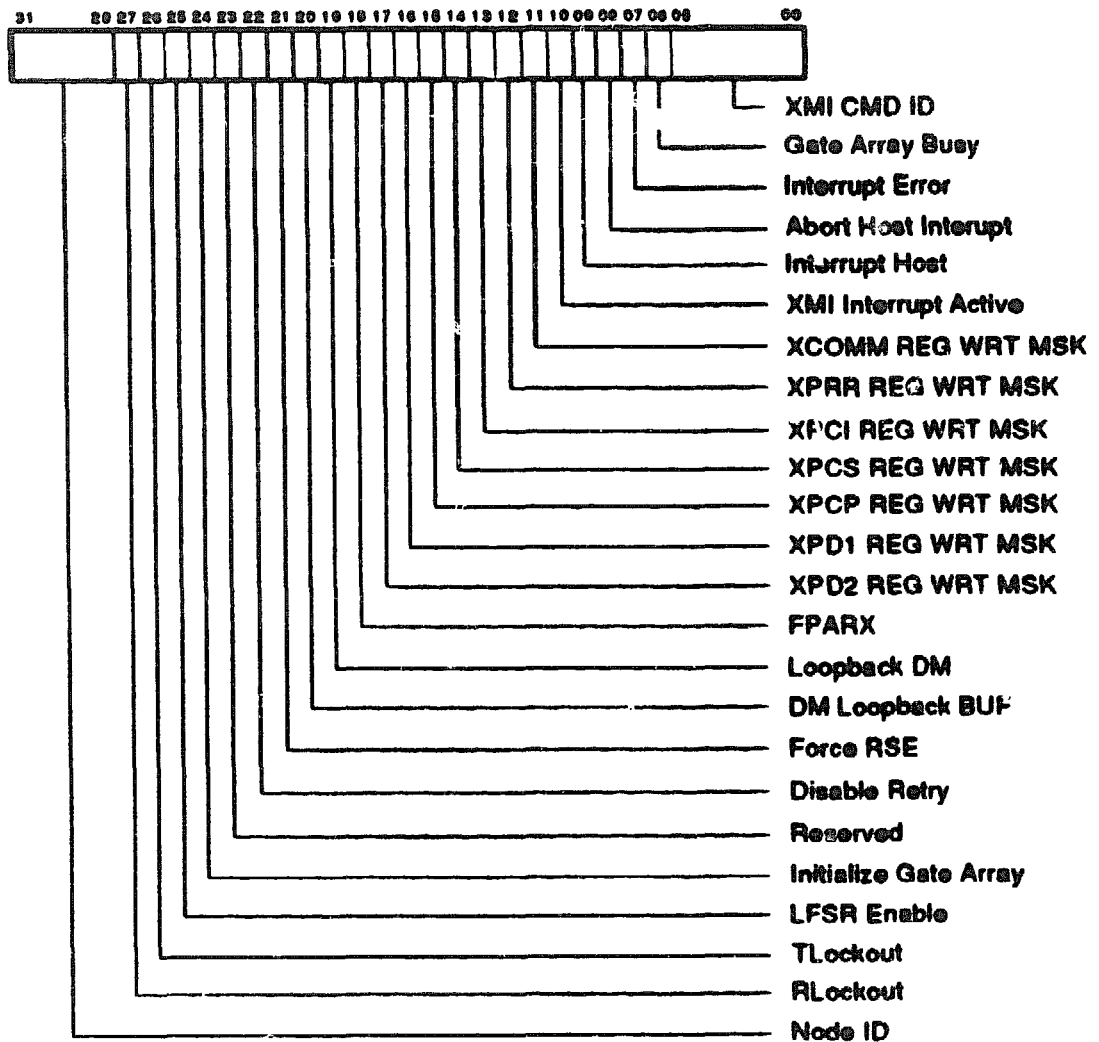 31 28 27 26 25 24 23 22 21 20 19 18 17 16 15 14 13 12 11 10 09 08 07 06 05 00
XMI CMD ID
Gate Array Busy
Interrupt Error
Abort Host Interupt
Interrupt Host
XMI Interrupt Active
XCOMM REG WRT MSK
XPRR REG WRT MSK
XPCI REG WRT MSK
XPCS REG WRT MSK
XPCP REG WRT MSK
XPD1 REG WRT MSK
XPD2 REG WRT MSK
FPARX
Loopback DM
DM Loopback BUF
Force RSE
Disable Retry
Reserved
Initialize Gate Array
LFSR Enable
TLockout
RLockout
Node ID